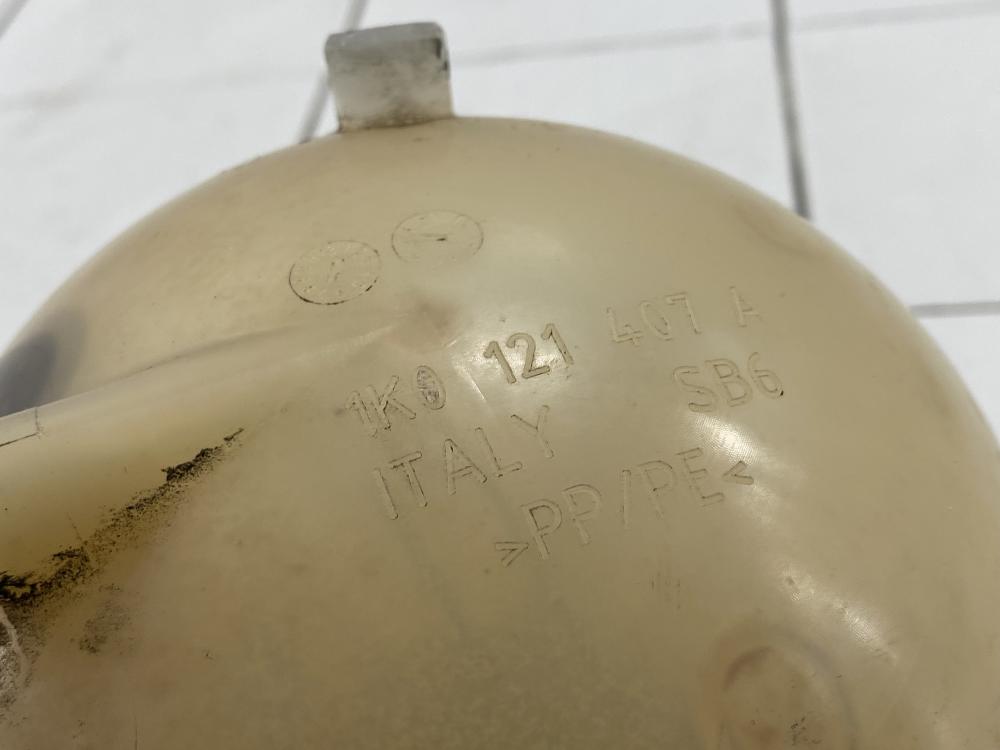 1K0 121 407 A
SB6
ITALY
>PP/PE<